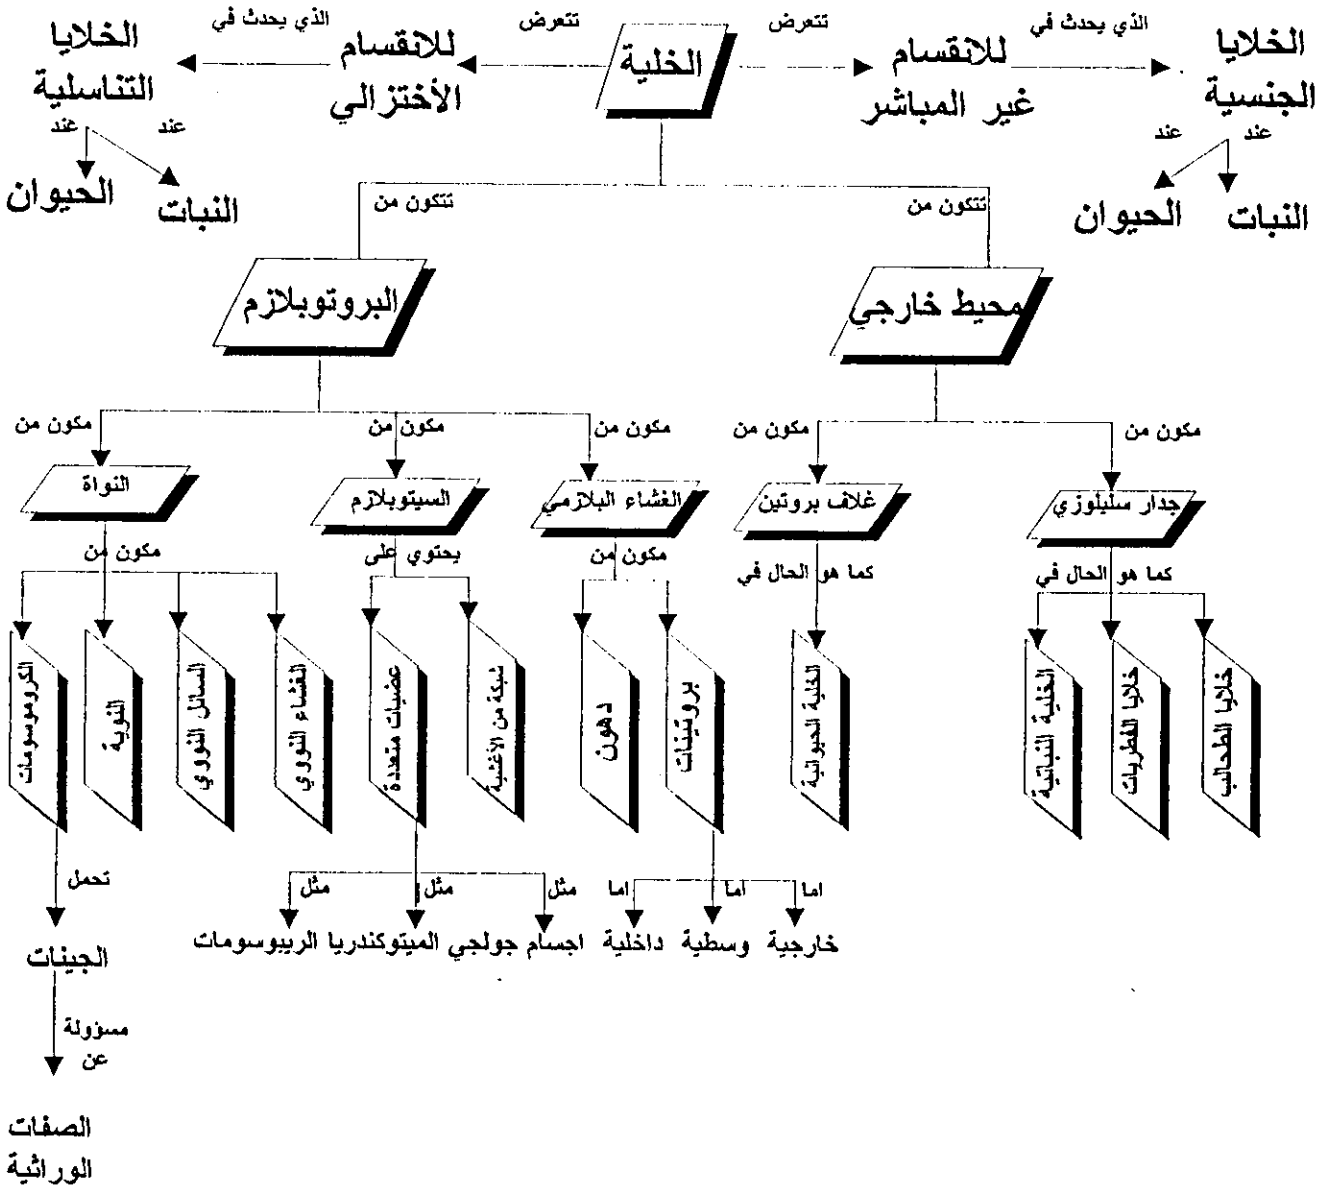 الخلايا
الجنسية
الذي يحدث في
للانقسام
غير المباشر
تتعرض
الخلية
تتعرض
للانقسام
الأختزالي
الذي يحدث في
الخلايا
التناسلية
عند
عند
النبات
الحيوان
عند
عند
النبات
الحيوان
تتكون من
تتكون من
محيط خارجي
البروتوبلازم
مكون من
مكون من
مكون من
مكون من
مكون من
جدار سليلوزي
غلاف بروتين
الغشاء البلازمي
السيتوبلازم
النواة
كما هو الحال في
كما هو الحال في
مكون من
يحتوي على
مكون من
خلايا الطحالب
خلايا الفطريات
الخلية النباتية
الخلية الحيوانية
بروتينات
دهون
شبكة من الأغشية
عضيات متعددة
الغشاء النووي
السائل النووي
النوية
الكروموسومات
اما
اما
اما
مثل
مثل
مثل
تحمل
خارجية
وسطية
داخلية
اجسام جولجي
الميتوكندريا
الريبوسومات
الجينات
مسزولة
عن
الصفات
الوراثية